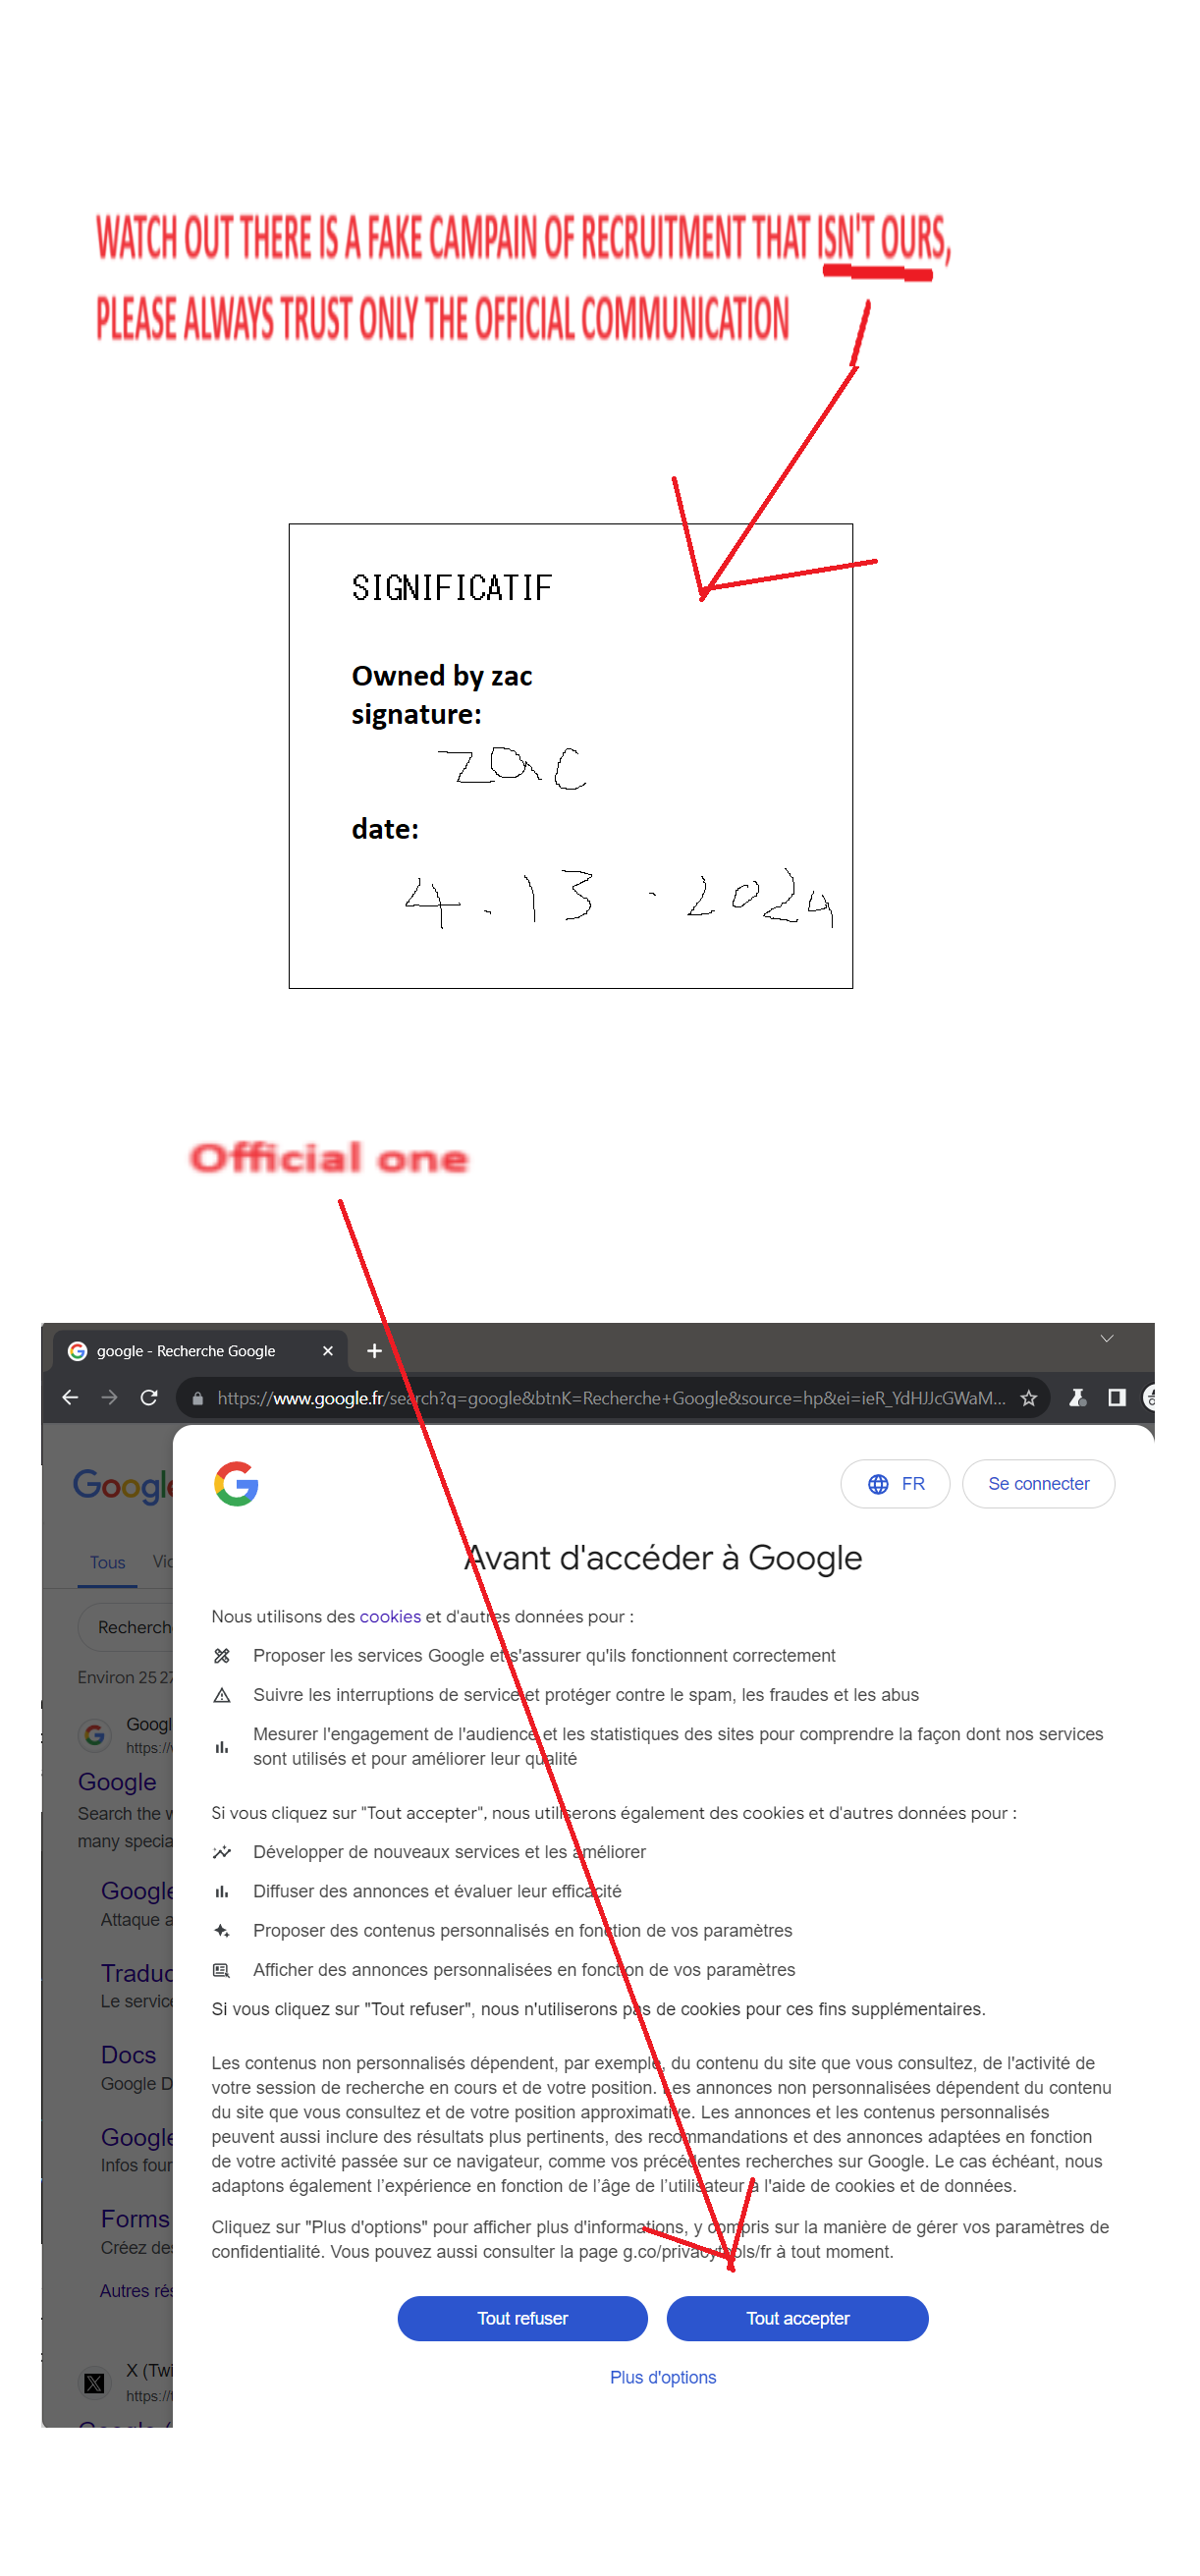 WATCH OUT THERE IS A FAKE CAMPAIN OF RECRUITMENT THAT ISN'T OURS,
PLEASE ALWAYS TRUST ONLY THE OFFICIAL COMMUNICATION
SIGNIFICATIF
Owned by zac
signature:
zac
date:
4.13.2024
Official one
google - Recherche Google
https://www.google.fr/search?q=google&btnK=Recherche+Google&source=hp&ei=ieR_YdHJJcGWaM...
Google
FR
Se connecter
Avant d'accéder à Google
Tous
Nous utilisons des cookies et d'autres données pour :
Recherch
Proposer les services Google et s'assurer qu'ils fonctionnent correctement
Environ 25 27
Suivre les interruptions de service et protéger contre le spam, les fraudes et les abus
Googl
https://
Mesurer l'engagement de l'audience et les statistiques des sites pour comprendre la façon dont nos services
sont utilisés et pour améliorer leur qualité
Google
Search the w
many specia
Si vous cliquez sur "Tout accepter", nous utiliserons également des cookies et d'autres données pour :
Développer de nouveaux services et les améliorer
Google
Attaque a
Diffuser des annonces et évaluer leur efficacité
Proposer des contenus personnalisés en fonction de vos paramètres
Traduc
Le service
Afficher des annonces personnalisées en fonction de vos paramètres
Si vous cliquez sur "Tout refuser", nous n'utiliserons pas de cookies pour ces fins supplémentaires.
Docs
Google D
Les contenus non personnalisés dépendent, par exemple, du contenu du site que vous consultez, de l'activité de
votre session de recherche en cours et de votre position. Les annonces non personnalisées dépendent du contenu
du site que vous consultez et de votre position approximative. Les annonces et les contenus personnalisés
peuvent aussi inclure des résultats plus pertinents, des recommandations et des annonces adaptées en fonction
de votre activité passée sur ce navigateur, comme vos précédentes recherches sur Google. Le cas échéant, nous
adaptons également l’expérience en fonction de l’âge de l’utilisateur à l'aide de cookies et de données.
Google
Infos four
Forms
Créez des
Cliquez sur "Plus d'options" pour afficher plus d'informations, y compris sur la manière de gérer vos paramètres de
confidentialité. Vous pouvez aussi consulter la page g.co/privacytools/fr à tout moment.
Autres rés
Tout refuser
Tout accepter
Plus d'options
X (Twi
https://